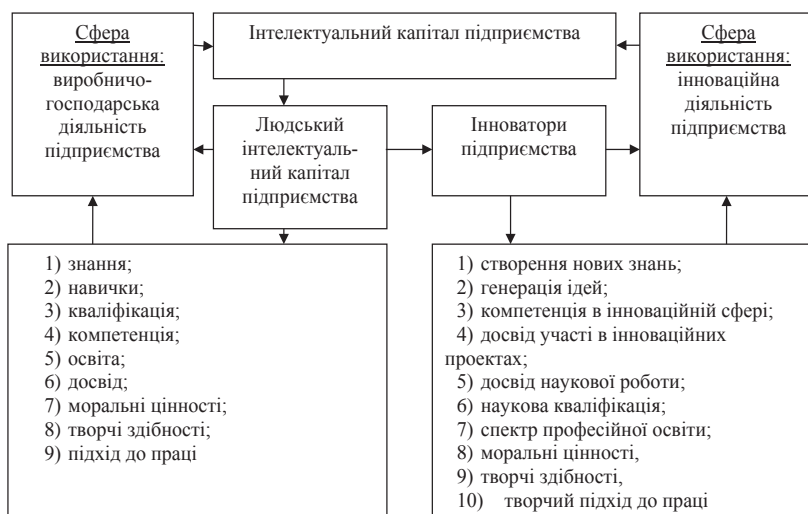 Сфера
використання:
виробничо-
господарська
діяльність
підприємства
Інтелектуальний капітал підприємства
Сфера
використання:
інноваційна
діяльність
підприємства
Людський
інтелектуаль-
ний капітал
підприємства
Інноватори
підприємства
1) знання;
2) навички;
3) кваліфікація;
4) компетенція;
5) освіта;
6) досвід;
7) моральні цінності;
8) творчі здібності;
9) підхід до праці
1) створення нових знань;
2) генерація ідей;
3) компетенція в інноваційній сфері;
4) досвід участі в інноваційних
проектах;
5) досвід наукової роботи;
6) наукова кваліфікація;
7) спектр професійної освіти;
8) моральні цінності,
9) творчі здібності,
10) творчий підхід до праці